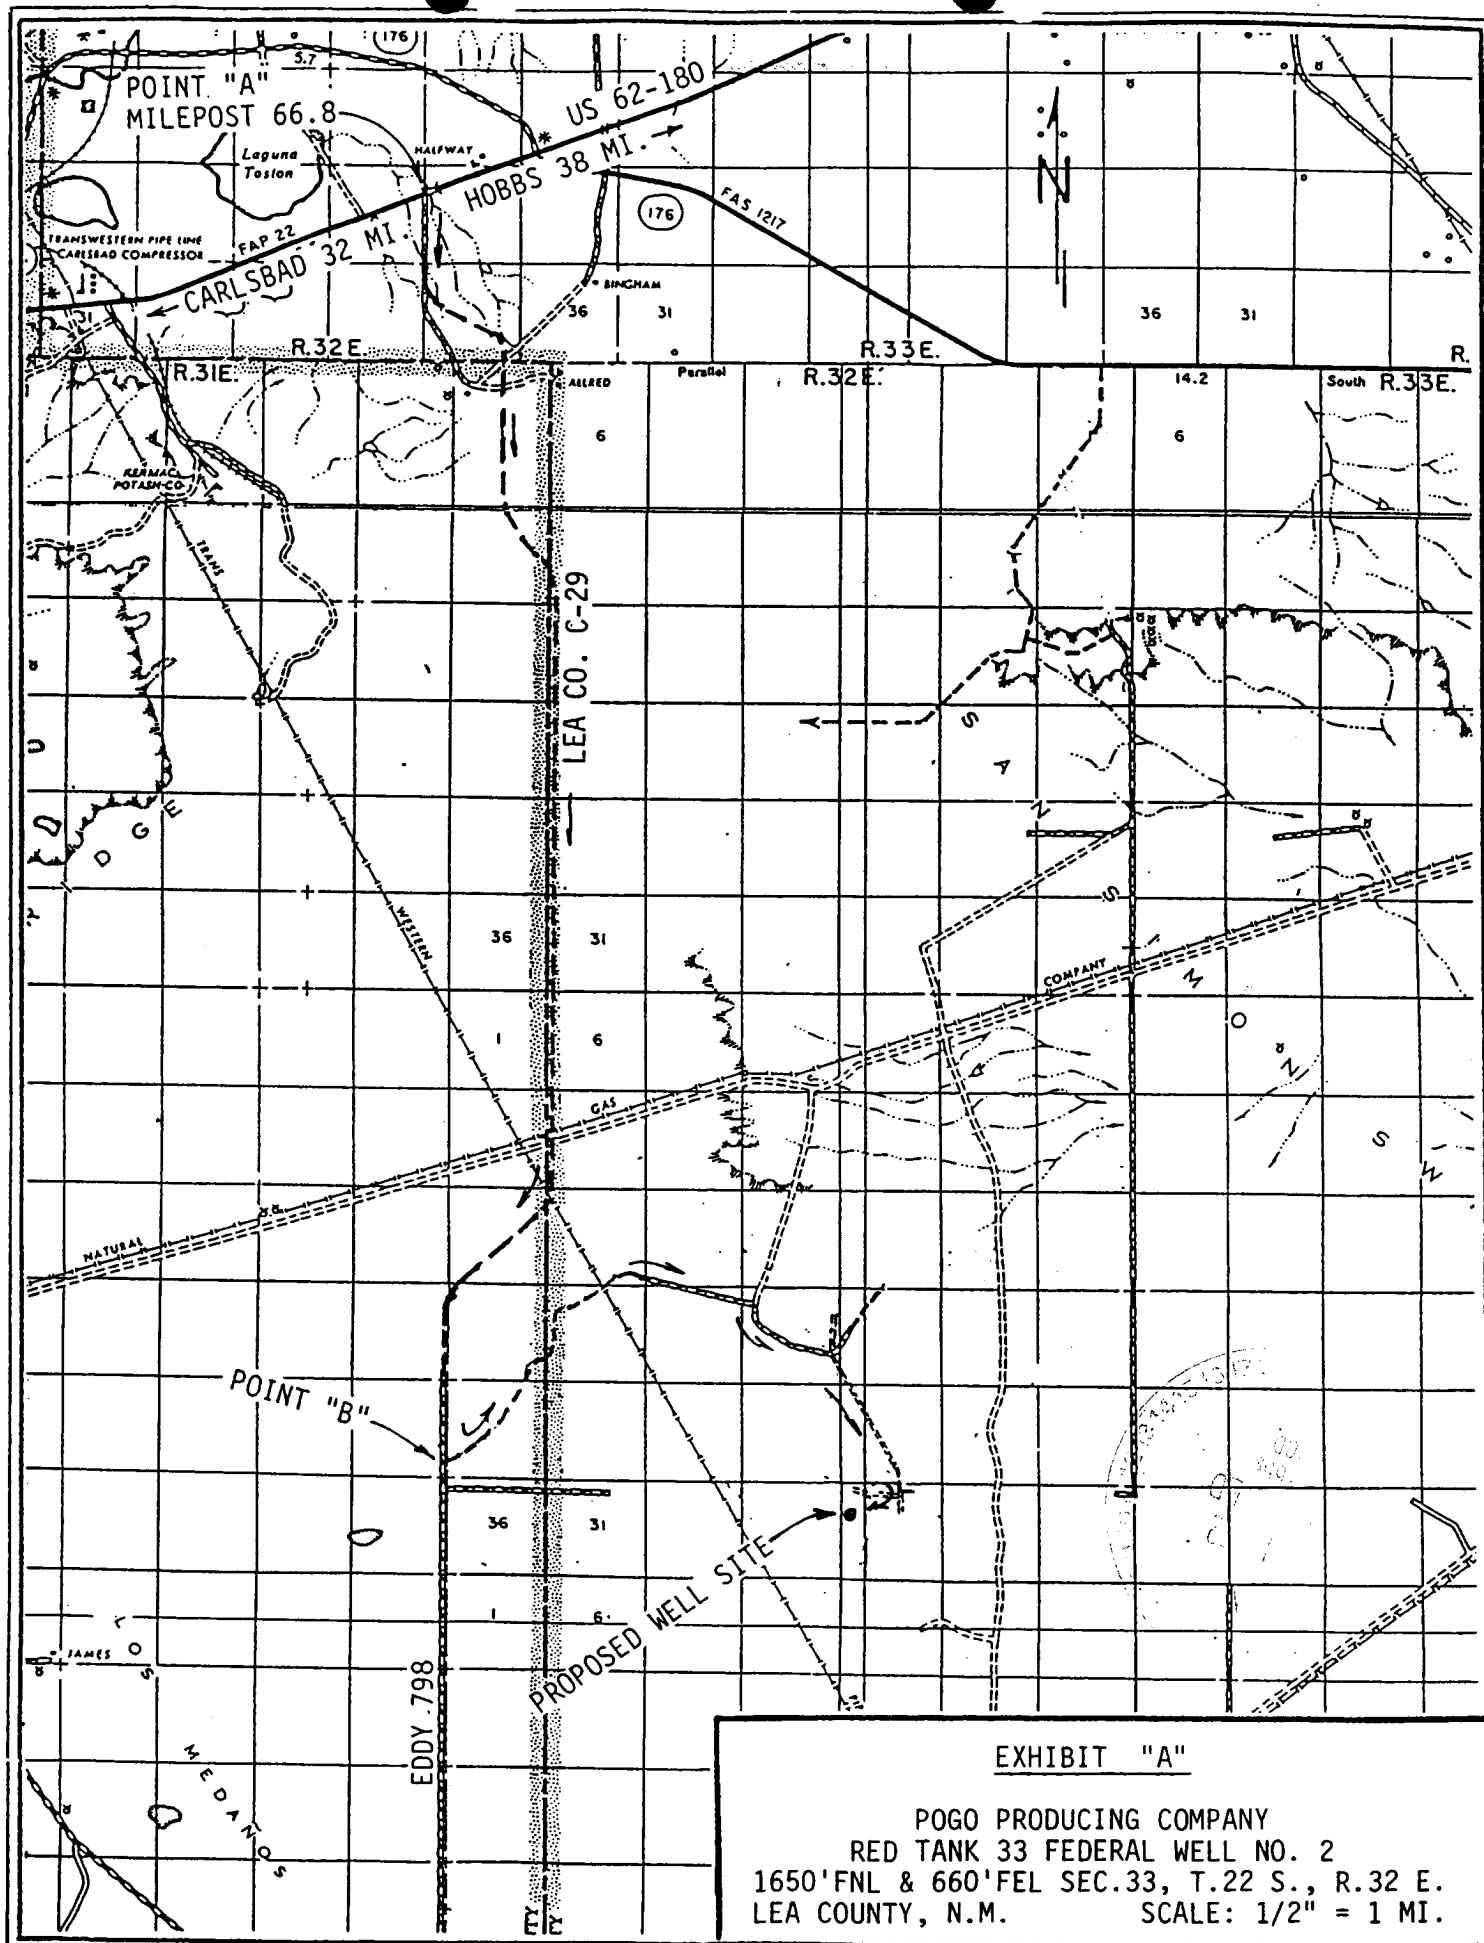 176
5.7
POINT "A"
MILEPOST 66.8
US 62-180
HALFWAY
HOBBS 38 MI.
Laguna
Toston
176
FAS 1217
TRANSWESTERN PIPE LINE
CARLSBAD COMPRESSOR
FAP 22
CARLSBAD 32 MI.
N
BINGHAM
31
36
31
36
31
R.32E.
R.33E.
R.
R.31E.
ALLRED
Parallel
R.32E.
14.2
South
R.33E.
6
6
KERMAC
POTASH CO
TRANS
LEA CO. C-29
D G E
S A N S I M O N S W
WESTERN
36
31
COMPANY
1
6
GAS
NATURAL
POINT "B"
36
31
PROPOSED WELL SITE
1
6
JAMES
LOS
MEDANOS
EDDY 798
EXHIBIT "A"
POGO PRODUCING COMPANY
RED TANK 33 FEDERAL WELL NO. 2
1650'FNL & 660'FEL SEC.33, T.22 S., R.32 E.
LEA COUNTY, N.M. SCALE: 1/2" = 1 MI.